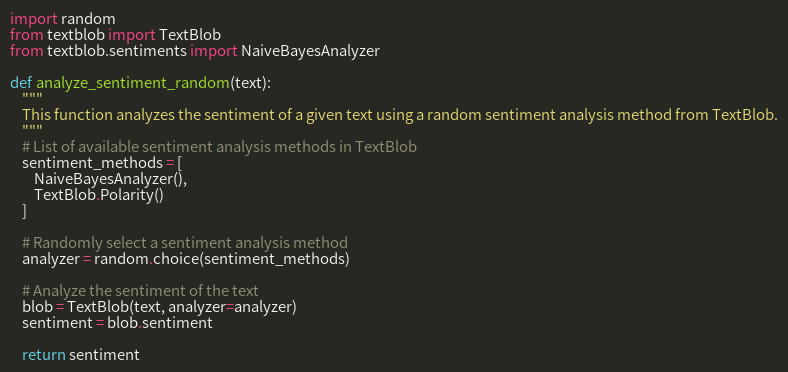 import random
from textblob import TextBlob
from textblob.sentiments import NaiveBayesAnalyzer

def analyze_sentiment_random(text):
    """
    This function analyzes the sentiment of a given text using a random sentiment analysis method from TextBlob.
    """
    # List of available sentiment analysis methods in TextBlob
    sentiment_methods = [
        NaiveBayesAnalyzer(),
        TextBlob.Polarity()
    ]

    # Randomly select a sentiment analysis method
    analyzer = random.choice(sentiment_methods)

    # Analyze the sentiment of the text
    blob = TextBlob(text, analyzer=analyzer)
    sentiment = blob.sentiment

    return sentiment